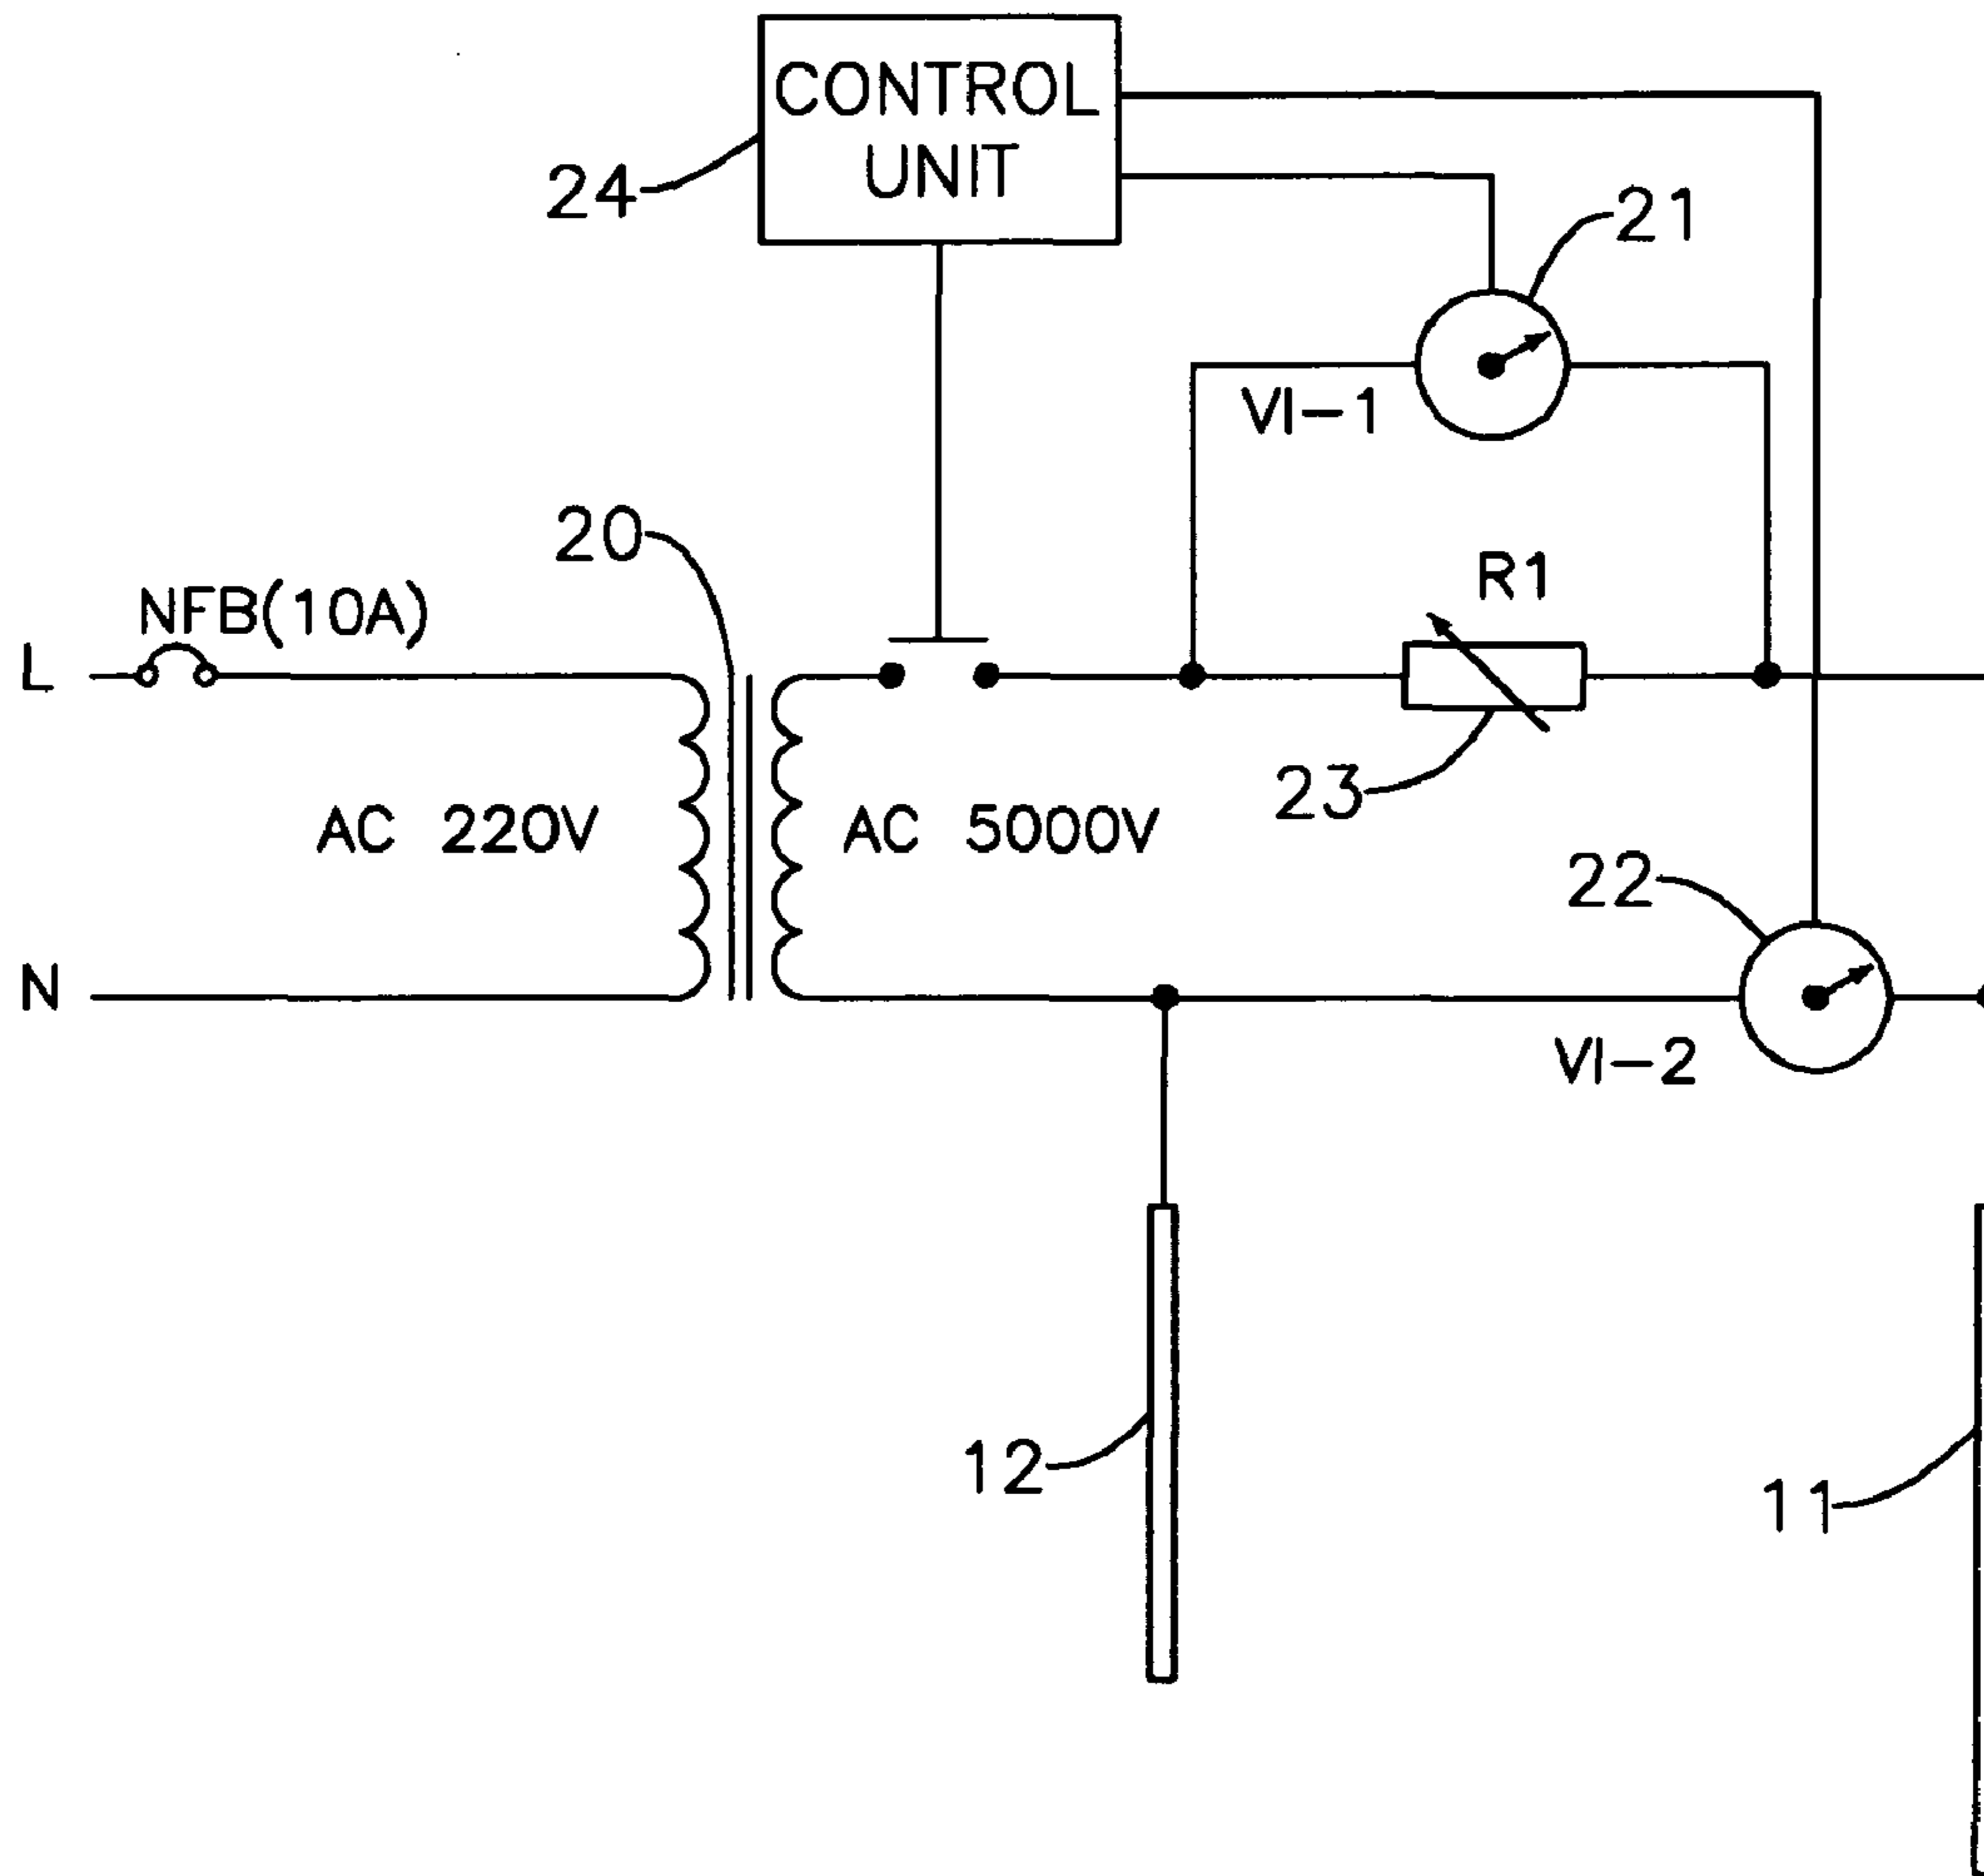 CONTROL
UNIT
24
21
VI-1
20
R1
NFB(10A)
L
23
AC 220V
AC 5000V
22
N
VI-2
12
11